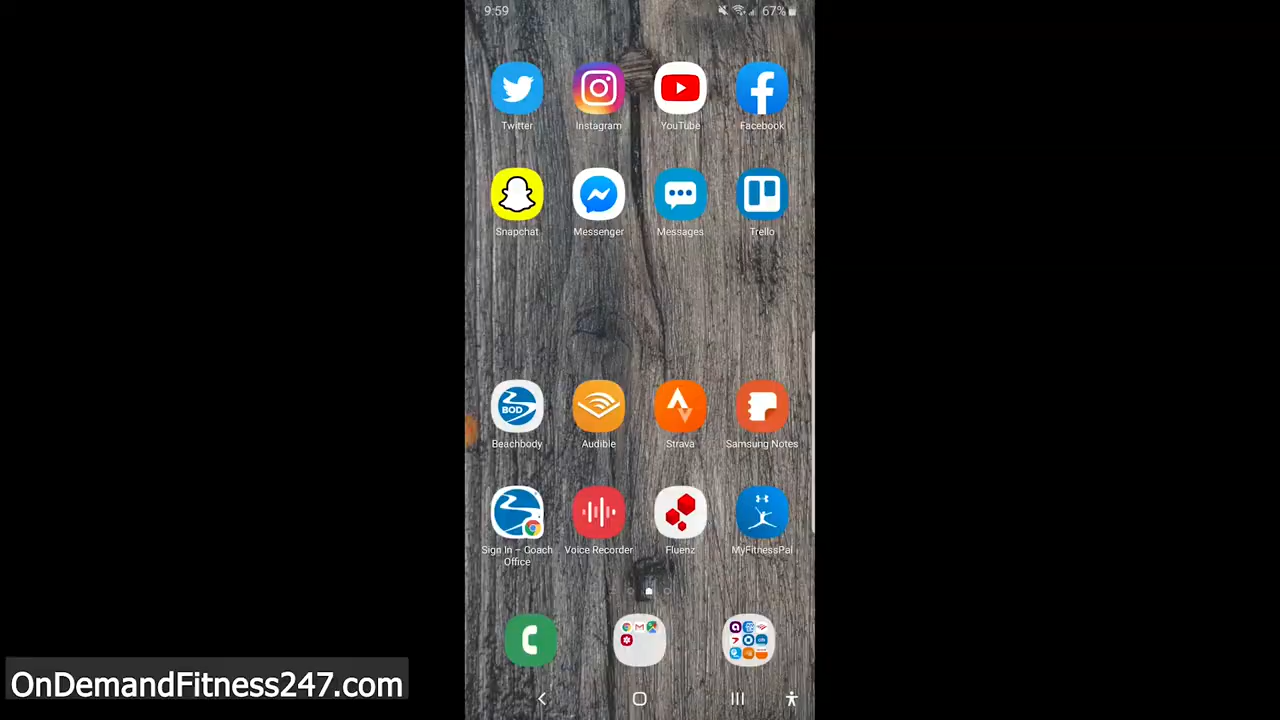 9:59
67%
Twitter
Instagram
YouTube
Facebook
Snapchat
Messenger
Messages
Trello
BOD
Beachbody
Audible
Strava
Samsung Notes
Sign In – Coach
Office
Voice Recorder
Fluenz
MyFitnessPal
OnDemandFitness247.com